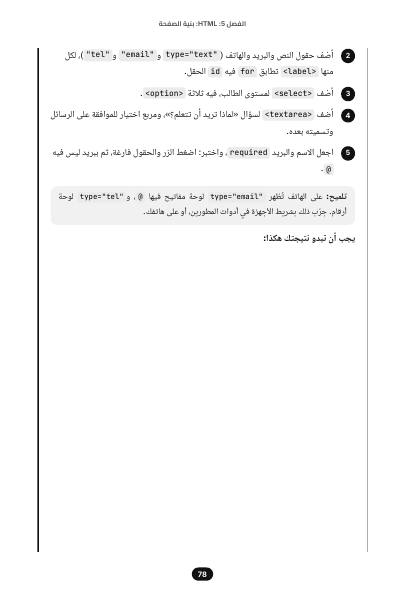 الفصل 5: HTML: بنية الصفحة
2 أضف حقول النص والبريد والهاتف ( type="text" و "email" و "tel" )، لكل
منها <label> تطابق for فيه id الحقل.
3 أضف <select> لمستوى الطالب، فيه ثلاثة <option> .
4 أضف <textarea> لسؤال «لماذا تريد أن تتعلم؟»، ومربع اختيار للموافقة على الرسائل
وتسميته بعده.
5 اجعل الاسم والبريد required ، واختبر: اضغط الزر والحقول فارغة، ثم ببريد ليس فيه
@ .
تلميح: على الهاتف تُظهر type="email" لوحة مفاتيح فيها @ ، و type="tel" لوحة
أرقام. جرّب ذلك بشريط الأجهزة في أدوات المطورين، أو على هاتفك.
يجب أن تبدو نتيجتك هكذا:
78